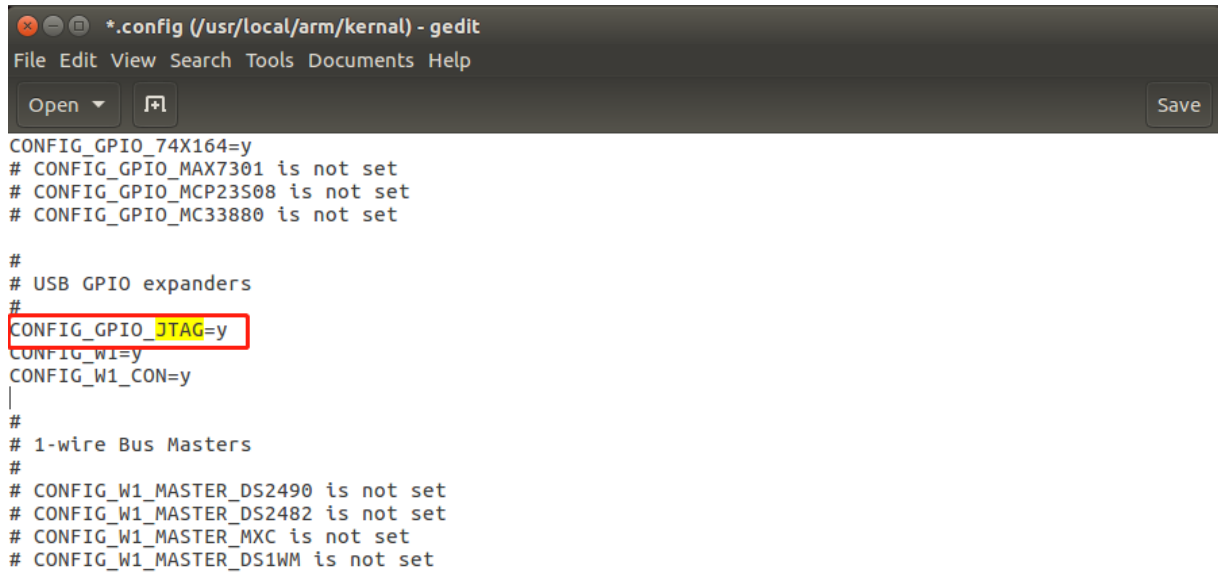 *.config (/usr/local/arm/kernal) - gedit
File Edit View Search Tools Documents Help
Open Save
CONFIG_GPIO_74X164=y
# CONFIG_GPIO_MAX7301 is not set
# CONFIG_GPIO_MCP23S08 is not set
# CONFIG_GPIO_MC33880 is not set
#
# USB GPIO expanders
#
CONFIG_GPIO_JTAG=y
CONFIG_W1=y
CONFIG_W1_CON=y
#
# 1-wire Bus Masters
#
# CONFIG_W1_MASTER_DS2490 is not set
# CONFIG_W1_MASTER_DS2482 is not set
# CONFIG_W1_MASTER_MXC is not set
# CONFIG_W1_MASTER_DS1WM is not set